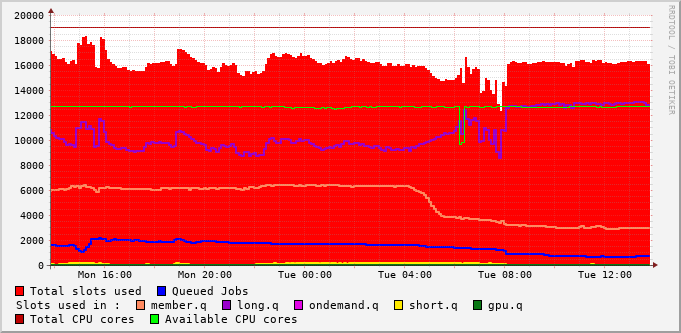 RRDTOOL / TOBI OETIKER
20000
18000
16000
14000
12000
10000
8000
6000
4000
2000
0
Mon 16:00 Mon 20:00 Tue 00:00 Tue 04:00 Tue 08:00 Tue 12:00
Total slots used Queued Jobs
Slots used in : member.q long.q ondemand.q short.q gpu.q
Total CPU cores Available CPU cores